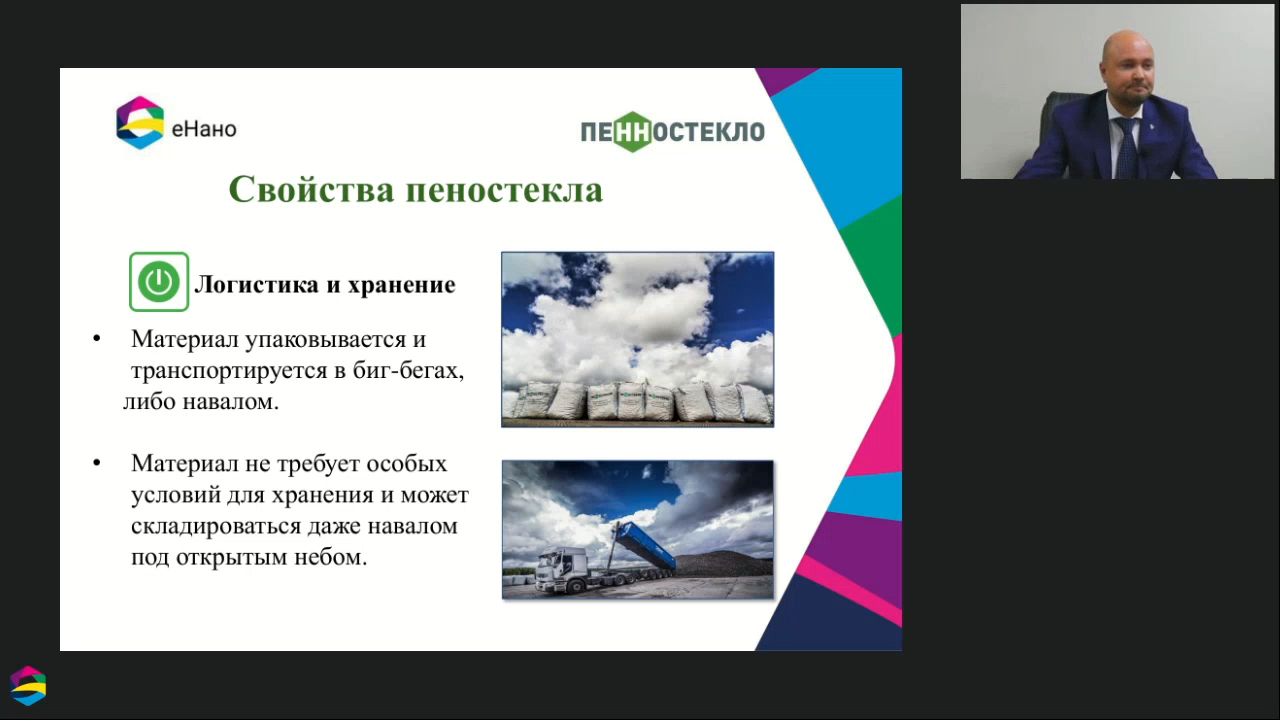 еНано
ПЕННОСТЕКЛО
Свойства пеностекла
Логистика и хранение
• Материал упаковывается и
транспортируется в биг-бегах,
либо навалом.
• Материал не требует особых
условий для хранения и может
складироваться даже навалом
под открытым небом.